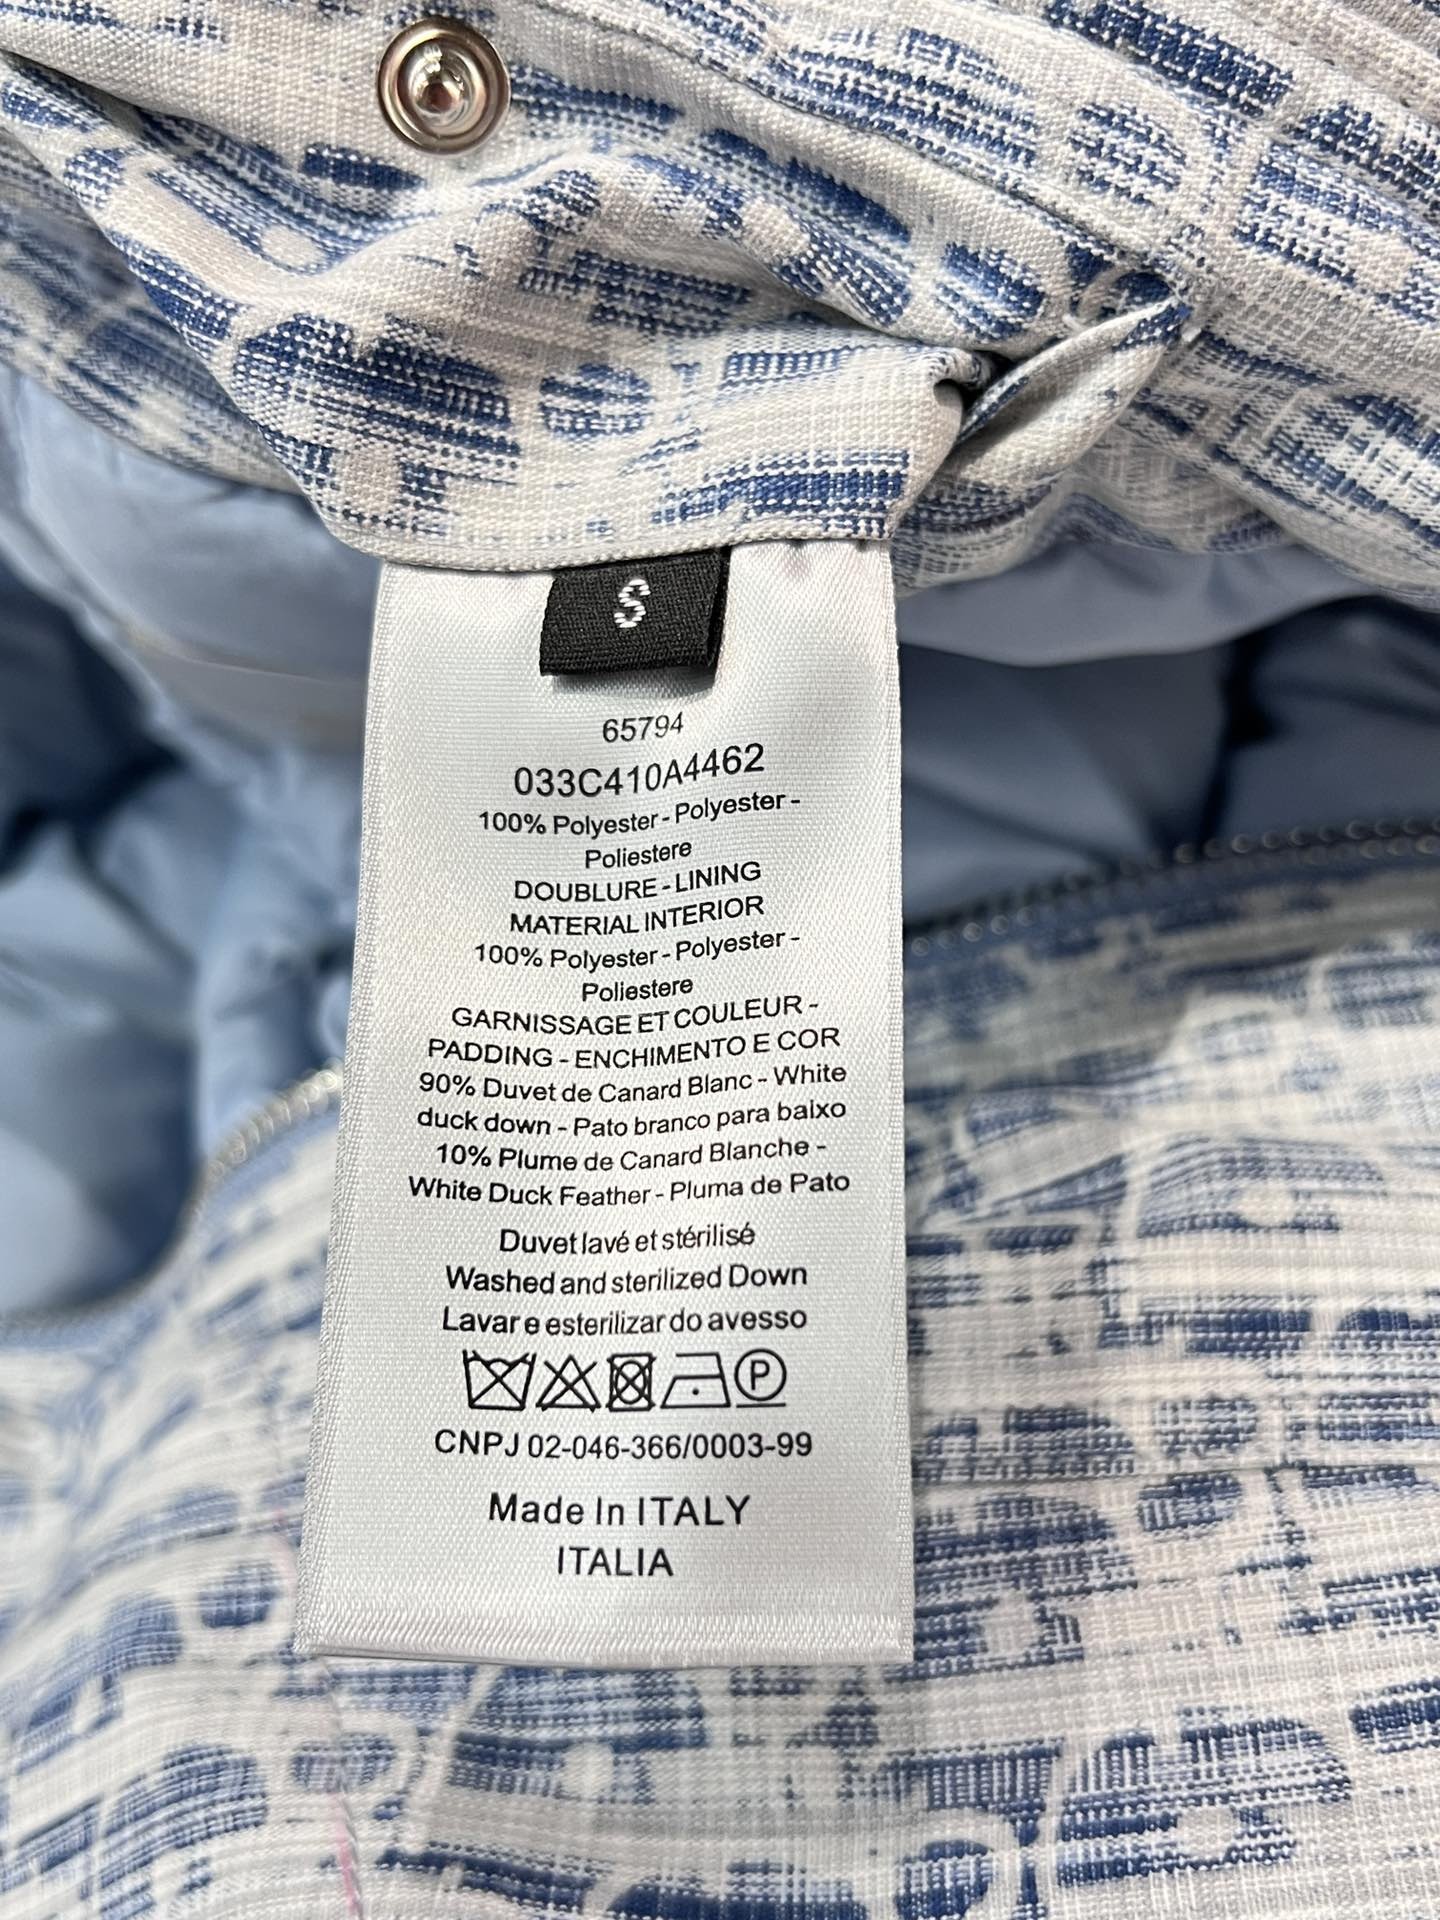 S
65794
033C410A4462
100% Polyester - Polyester -
Poliestere
DOUBLURE - LINING
MATERIAL INTERIOR
100% Polyester - Polyester -
Poliestere
GARNISSAGE ET COULEUR -
PADDING - ENCHIMENTO E COR
90% Duvet de Canard Blanc - White
duck down - Pato branco para baixo
10% Plume de Canard Blanche -
White Duck Feather - Pluma de Pato
Duvet lavé et stérilisé
Washed and sterilized Down
Lavar e esterilizar do avesso
P
CNPJ 02-046-366/0003-99
Made In ITALY
ITALIA